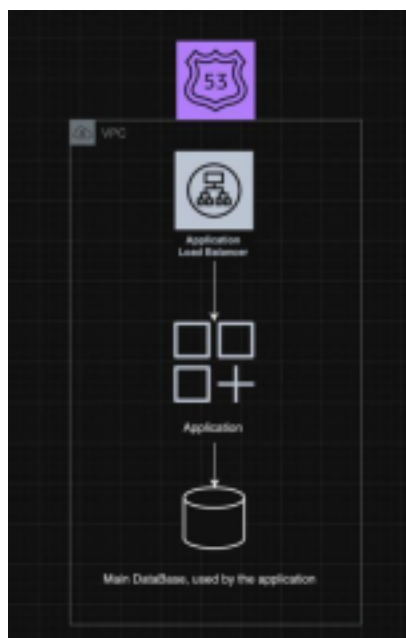 53
VPC
Application
Load Balancer
Application
Main DataBase, used by the application